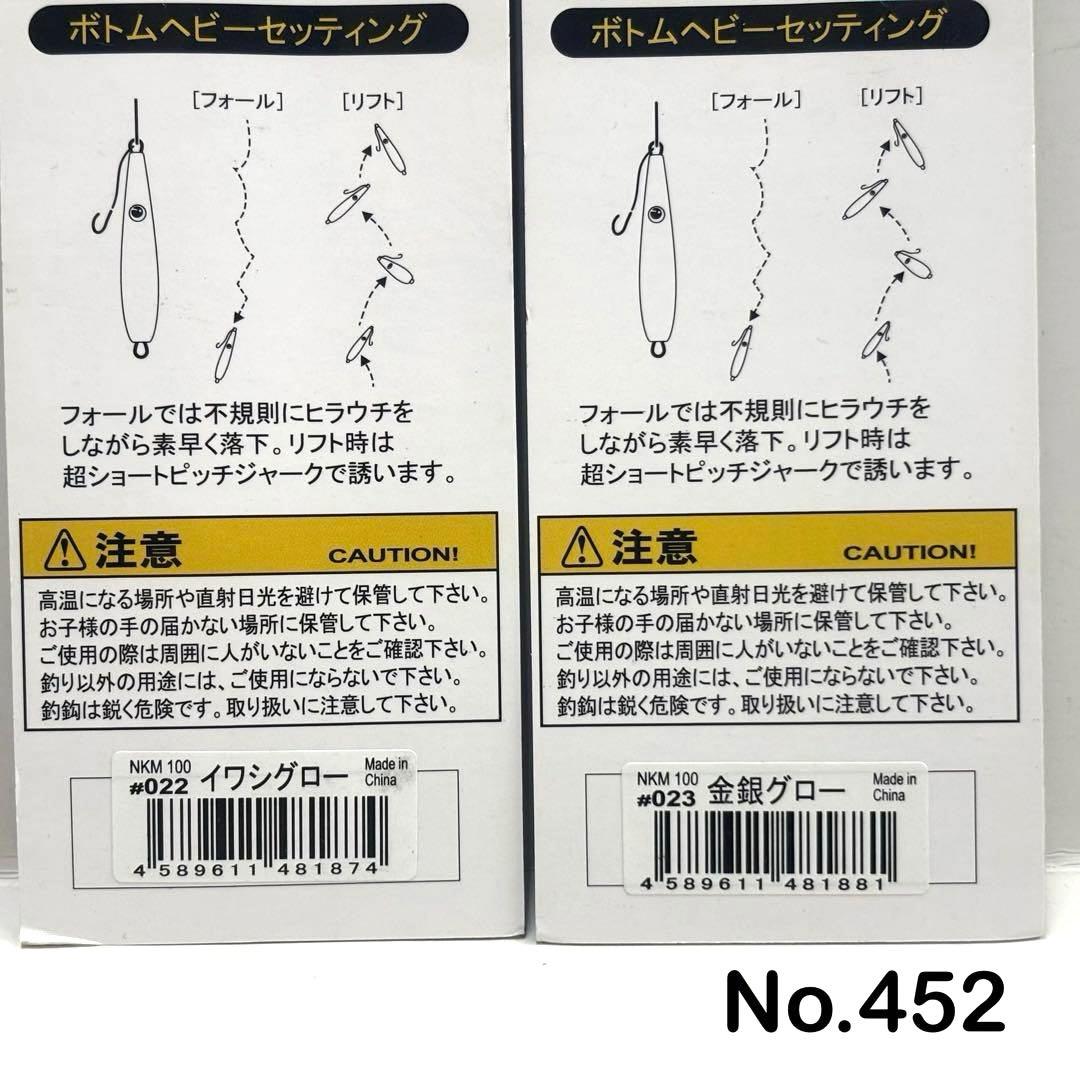 ボトムヘビーセッティング
[フォール] [リフト]
フォールでは不規則にヒラウチを
しながら素早く落下。リフト時は
超ショートピッチジャークで誘います。
注意 CAUTION!
高温になる場所や直射日光を避けて保管して下さい。
お子様の手の届かない場所に保管して下さい。
ご使用の際は周囲に人がいないことをご確認下さい。
釣り以外の用途には、ご使用にならないで下さい。
釣鈎は鋭く危険です。取り扱いに注意して下さい。
NKM 100
#022 イワシグロー Made in
China
4 589611 481874
ボトムヘビーセッティング
[フォール] [リフト]
フォールでは不規則にヒラウチを
しながら素早く落下。リフト時は
超ショートピッチジャークで誘います。
注意 CAUTION!
高温になる場所や直射日光を避けて保管して下さい。
お子様の手の届かない場所に保管して下さい。
ご使用の際は周囲に人がいないことをご確認下さい。
釣り以外の用途には、ご使用にならないで下さい。
釣鈎は鋭く危険です。取り扱いに注意して下さい。
NKM 100
#023 金銀グロー Made in
China
4 589611 481881
No.452